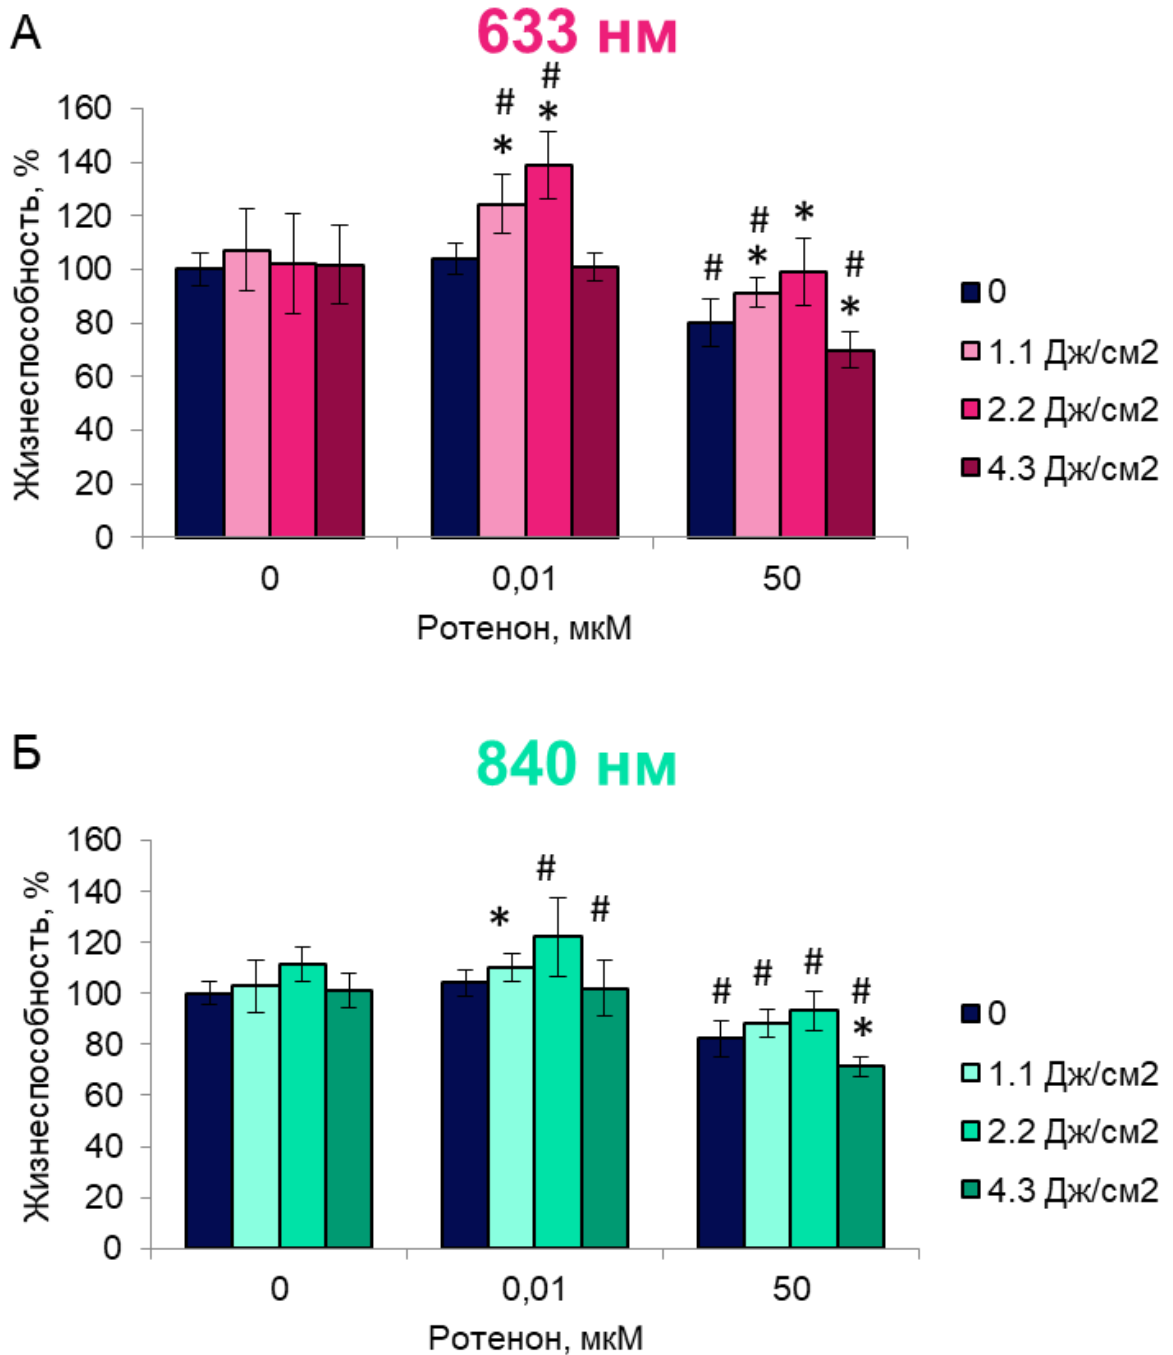 А
633 нм
Жизнеспособность, %
160
140
120
100
80
60
40
20
0
# #
* *
# # * #
* *
0 0,01 50
Ротенон, мкМ
0
1.1 Дж/см2
2.2 Дж/см2
4.3 Дж/см2
Б
840 нм
Жизнеспособность, %
160
140
120
100
80
60
40
20
0
* # #
# # # #
*
0 0,01 50
Ротенон, мкМ
0
1.1 Дж/см2
2.2 Дж/см2
4.3 Дж/см2